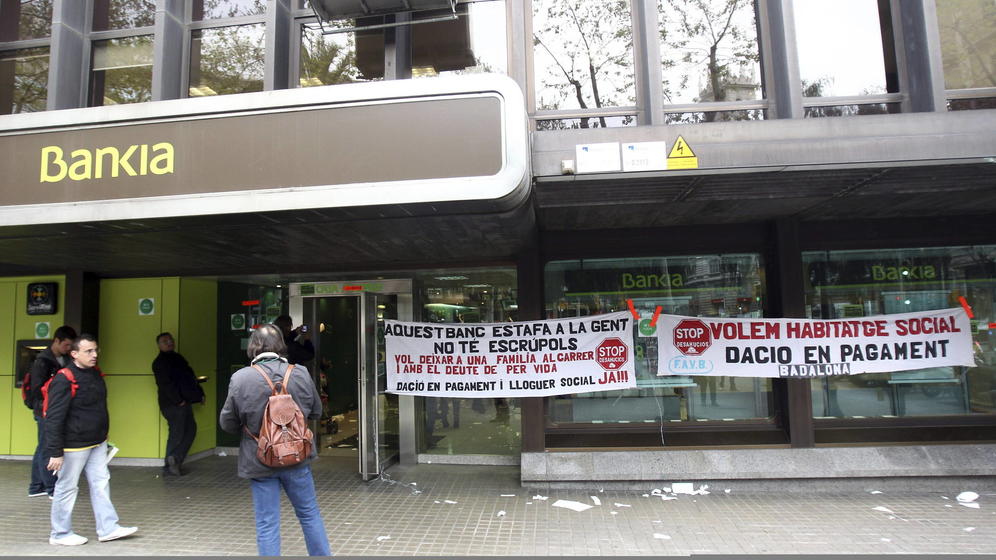 Bankia
Bankia
Bankia
AQUEST BANC ESTAFA A LA GENT
NO TÉ ESCRÚPOLS
VOL DEIXAR A UNA FAMÍLIA AL CARRER
I AMB EL DEUTE DE PER VIDA
DACIÓ EN PAGAMENT I LLOGUER SOCIAL JA!!!
STOP
DESAHUCIOS
STOP
DESAHUCIOS
F.A.V.B.
VOLEM HABITATGE SOCIAL
DACIO EN PAGAMENT
BADALONA